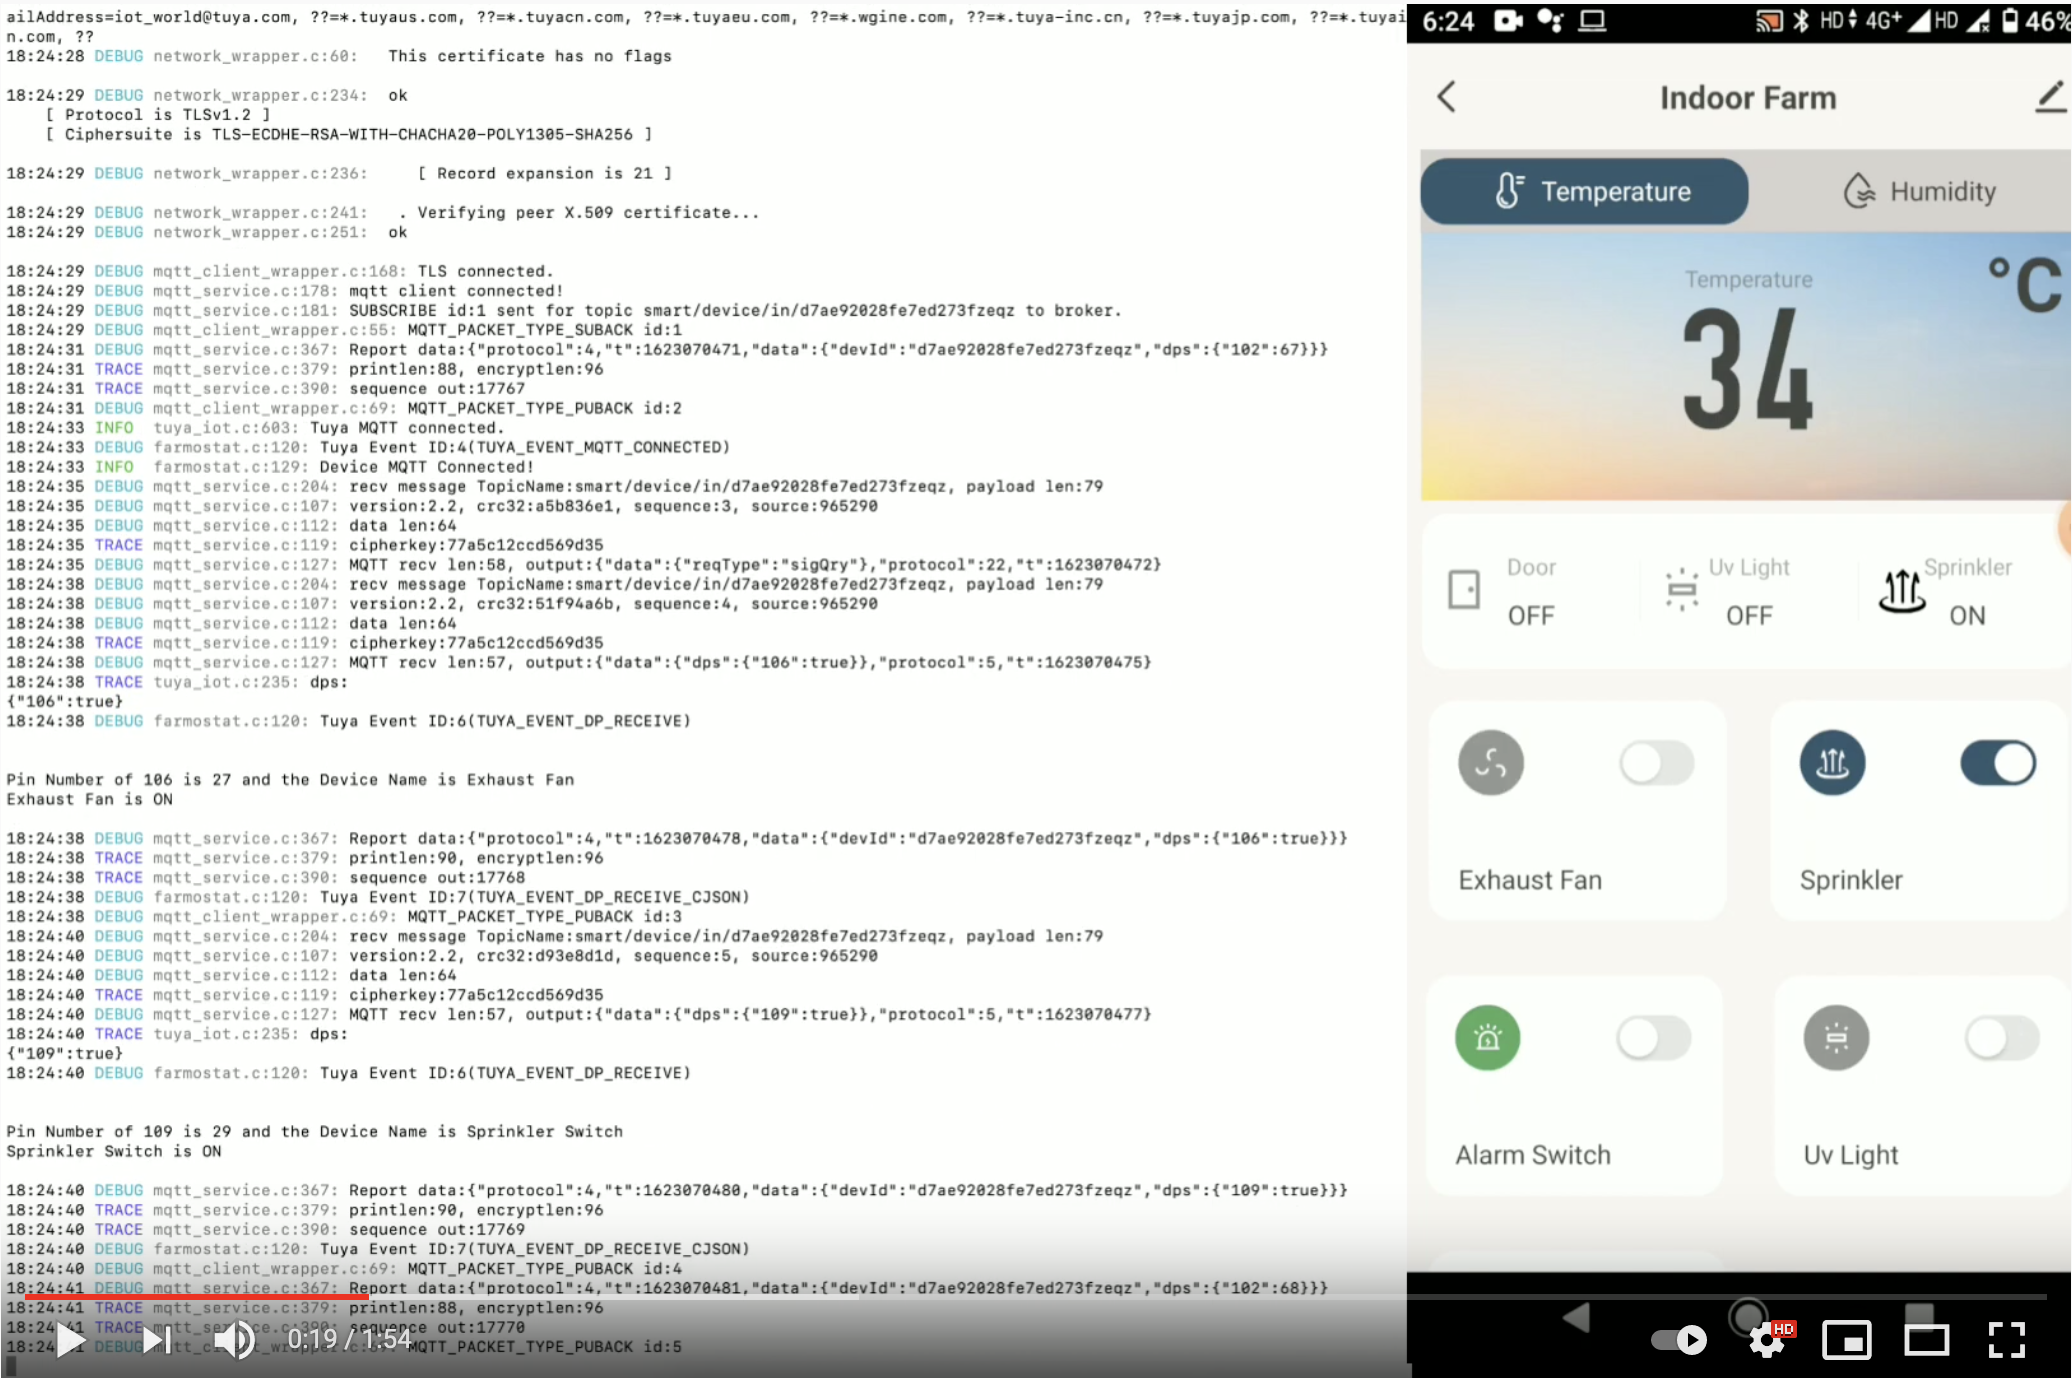 ailAddress=iot_world@tuya.com, ??=*.tuyaus.com, ??=*.tuyacn.com, ??=*.tuyaeu.com, ??=*.wgine.com, ??=*.tuya-inc.cn, ??=*.tuyajp.com, ??=*.tuyai
n.com, ??
18:24:28 DEBUG network_wrapper.c:60:   This certificate has no flags
18:24:29 DEBUG network_wrapper.c:234:  ok
    [ Protocol is TLSv1.2 ]
    [ Ciphersuite is TLS-ECDHE-RSA-WITH-CHACHA20-POLY1305-SHA256 ]
18:24:29 DEBUG network_wrapper.c:236:     [ Record expansion is 21 ]
18:24:29 DEBUG network_wrapper.c:241:   . Verifying peer X.509 certificate...
18:24:29 DEBUG network_wrapper.c:251:  ok
18:24:29 DEBUG mqtt_client_wrapper.c:168: TLS connected.
18:24:29 DEBUG mqtt_service.c:178: mqtt client connected!
18:24:29 DEBUG mqtt_service.c:181: SUBSCRIBE id:1 sent for topic smart/device/in/d7ae92028fe7ed273fzeqz to broker.
18:24:29 DEBUG mqtt_client_wrapper.c:55: MQTT_PACKET_TYPE_SUBACK id:1
18:24:31 DEBUG mqtt_service.c:367: Report data:{"protocol":4,"t":1623070471,"data":{"devId":"d7ae92028fe7ed273fzeqz","dps":{"102":67}}}
18:24:31 TRACE mqtt_service.c:379: printlen:88, encryptlen:96
18:24:31 TRACE mqtt_service.c:390: sequence out:17767
18:24:31 DEBUG mqtt_client_wrapper.c:69: MQTT_PACKET_TYPE_PUBACK id:2
18:24:33 INFO  tuya_iot.c:603: Tuya MQTT connected.
18:24:33 DEBUG farmostat.c:120: Tuya Event ID:4(TUYA_EVENT_MQTT_CONNECTED)
18:24:33 INFO  farmostat.c:129: Device MQTT Connected!
18:24:35 DEBUG mqtt_service.c:204: recv message TopicName:smart/device/in/d7ae92028fe7ed273fzeqz, payload len:79
18:24:35 DEBUG mqtt_service.c:107: version:2.2, crc32:a5b836e1, sequence:3, source:965290
18:24:35 DEBUG mqtt_service.c:112: data len:64
18:24:35 TRACE mqtt_service.c:119: cipherkey:77a5c12ccd569d35
18:24:35 DEBUG mqtt_service.c:127: MQTT recv len:58, output:{"data":{"reqType":"sigQry"},"protocol":22,"t":1623070472}
18:24:38 DEBUG mqtt_service.c:204: recv message TopicName:smart/device/in/d7ae92028fe7ed273fzeqz, payload len:79
18:24:38 DEBUG mqtt_service.c:107: version:2.2, crc32:51f94a6b, sequence:4, source:965290
18:24:38 DEBUG mqtt_service.c:112: data len:64
18:24:38 TRACE mqtt_service.c:119: cipherkey:77a5c12ccd569d35
18:24:38 DEBUG mqtt_service.c:127: MQTT recv len:57, output:{"data":{"dps":{"106":true}},"protocol":5,"t":1623070475}
18:24:38 TRACE tuya_iot.c:235: dps:
{"106":true}
18:24:38 DEBUG farmostat.c:120: Tuya Event ID:6(TUYA_EVENT_DP_RECEIVE)
Pin Number of 106 is 27 and the Device Name is Exhaust Fan
Exhaust Fan is ON
18:24:38 DEBUG mqtt_service.c:367: Report data:{"protocol":4,"t":1623070478,"data":{"devId":"d7ae92028fe7ed273fzeqz","dps":{"106":true}}}
18:24:38 TRACE mqtt_service.c:379: printlen:90, encryptlen:96
18:24:38 TRACE mqtt_service.c:390: sequence out:17768
18:24:38 DEBUG farmostat.c:120: Tuya Event ID:7(TUYA_EVENT_DP_RECEIVE_CJSON)
18:24:38 DEBUG mqtt_client_wrapper.c:69: MQTT_PACKET_TYPE_PUBACK id:3
18:24:40 DEBUG mqtt_service.c:204: recv message TopicName:smart/device/in/d7ae92028fe7ed273fzeqz, payload len:79
18:24:40 DEBUG mqtt_service.c:107: version:2.2, crc32:d93e8d1d, sequence:5, source:965290
18:24:40 DEBUG mqtt_service.c:112: data len:64
18:24:40 TRACE mqtt_service.c:119: cipherkey:77a5c12ccd569d35
18:24:40 DEBUG mqtt_service.c:127: MQTT recv len:57, output:{"data":{"dps":{"109":true}},"protocol":5,"t":1623070477}
18:24:40 TRACE tuya_iot.c:235: dps:
{"109":true}
18:24:40 DEBUG farmostat.c:120: Tuya Event ID:6(TUYA_EVENT_DP_RECEIVE)
Pin Number of 109 is 29 and the Device Name is Sprinkler Switch
Sprinkler Switch is ON
18:24:40 DEBUG mqtt_service.c:367: Report data:{"protocol":4,"t":1623070480,"data":{"devId":"d7ae92028fe7ed273fzeqz","dps":{"109":true}}}
18:24:40 TRACE mqtt_service.c:379: printlen:90, encryptlen:96
18:24:40 TRACE mqtt_service.c:390: sequence out:17769
18:24:40 DEBUG farmostat.c:120: Tuya Event ID:7(TUYA_EVENT_DP_RECEIVE_CJSON)
18:24:40 DEBUG mqtt_client_wrapper.c:69: MQTT_PACKET_TYPE_PUBACK id:4
18:24:41 DEBUG mqtt_service.c:367: Report data:{"protocol":4,"t":1623070481,"data":{"devId":"d7ae92028fe7ed273fzeqz","dps":{"102":68}}}
18:24:41 TRACE mqtt_service.c:379: printlen:88, encryptlen:96
TRACE sequence out:17770
DEBUG MQTT_PACKET_TYPE_PUBACK id:5
0:19 / 1:54
HD
6:24 HD 4G+ HD 46%
Indoor Farm
Temperature Humidity
Temperature
34 °C
Door Uv Light Sprinkler
OFF OFF ON
Exhaust Fan Sprinkler
Alarm Switch Uv Light